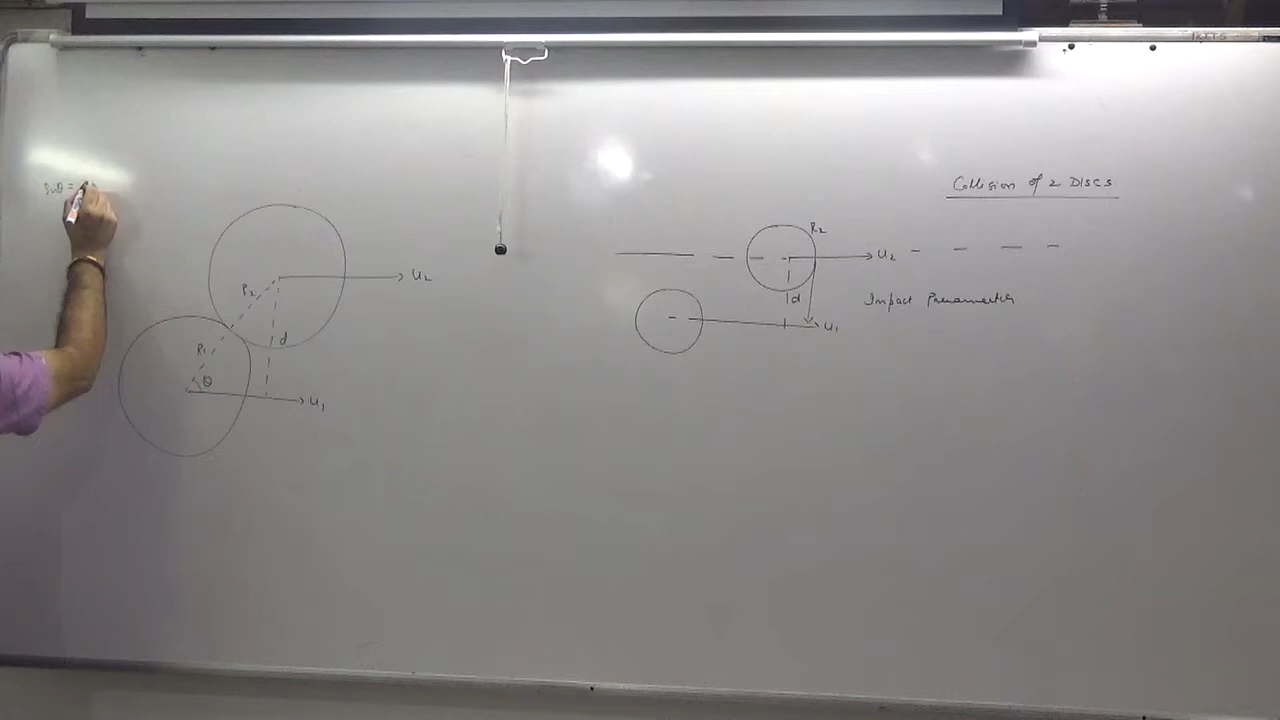 Sinθ =
R₂
U₂
d
R₁
θ
U₁
Collision of 2 Discs
R₂
U₂
d
Impact Parameter
U₁